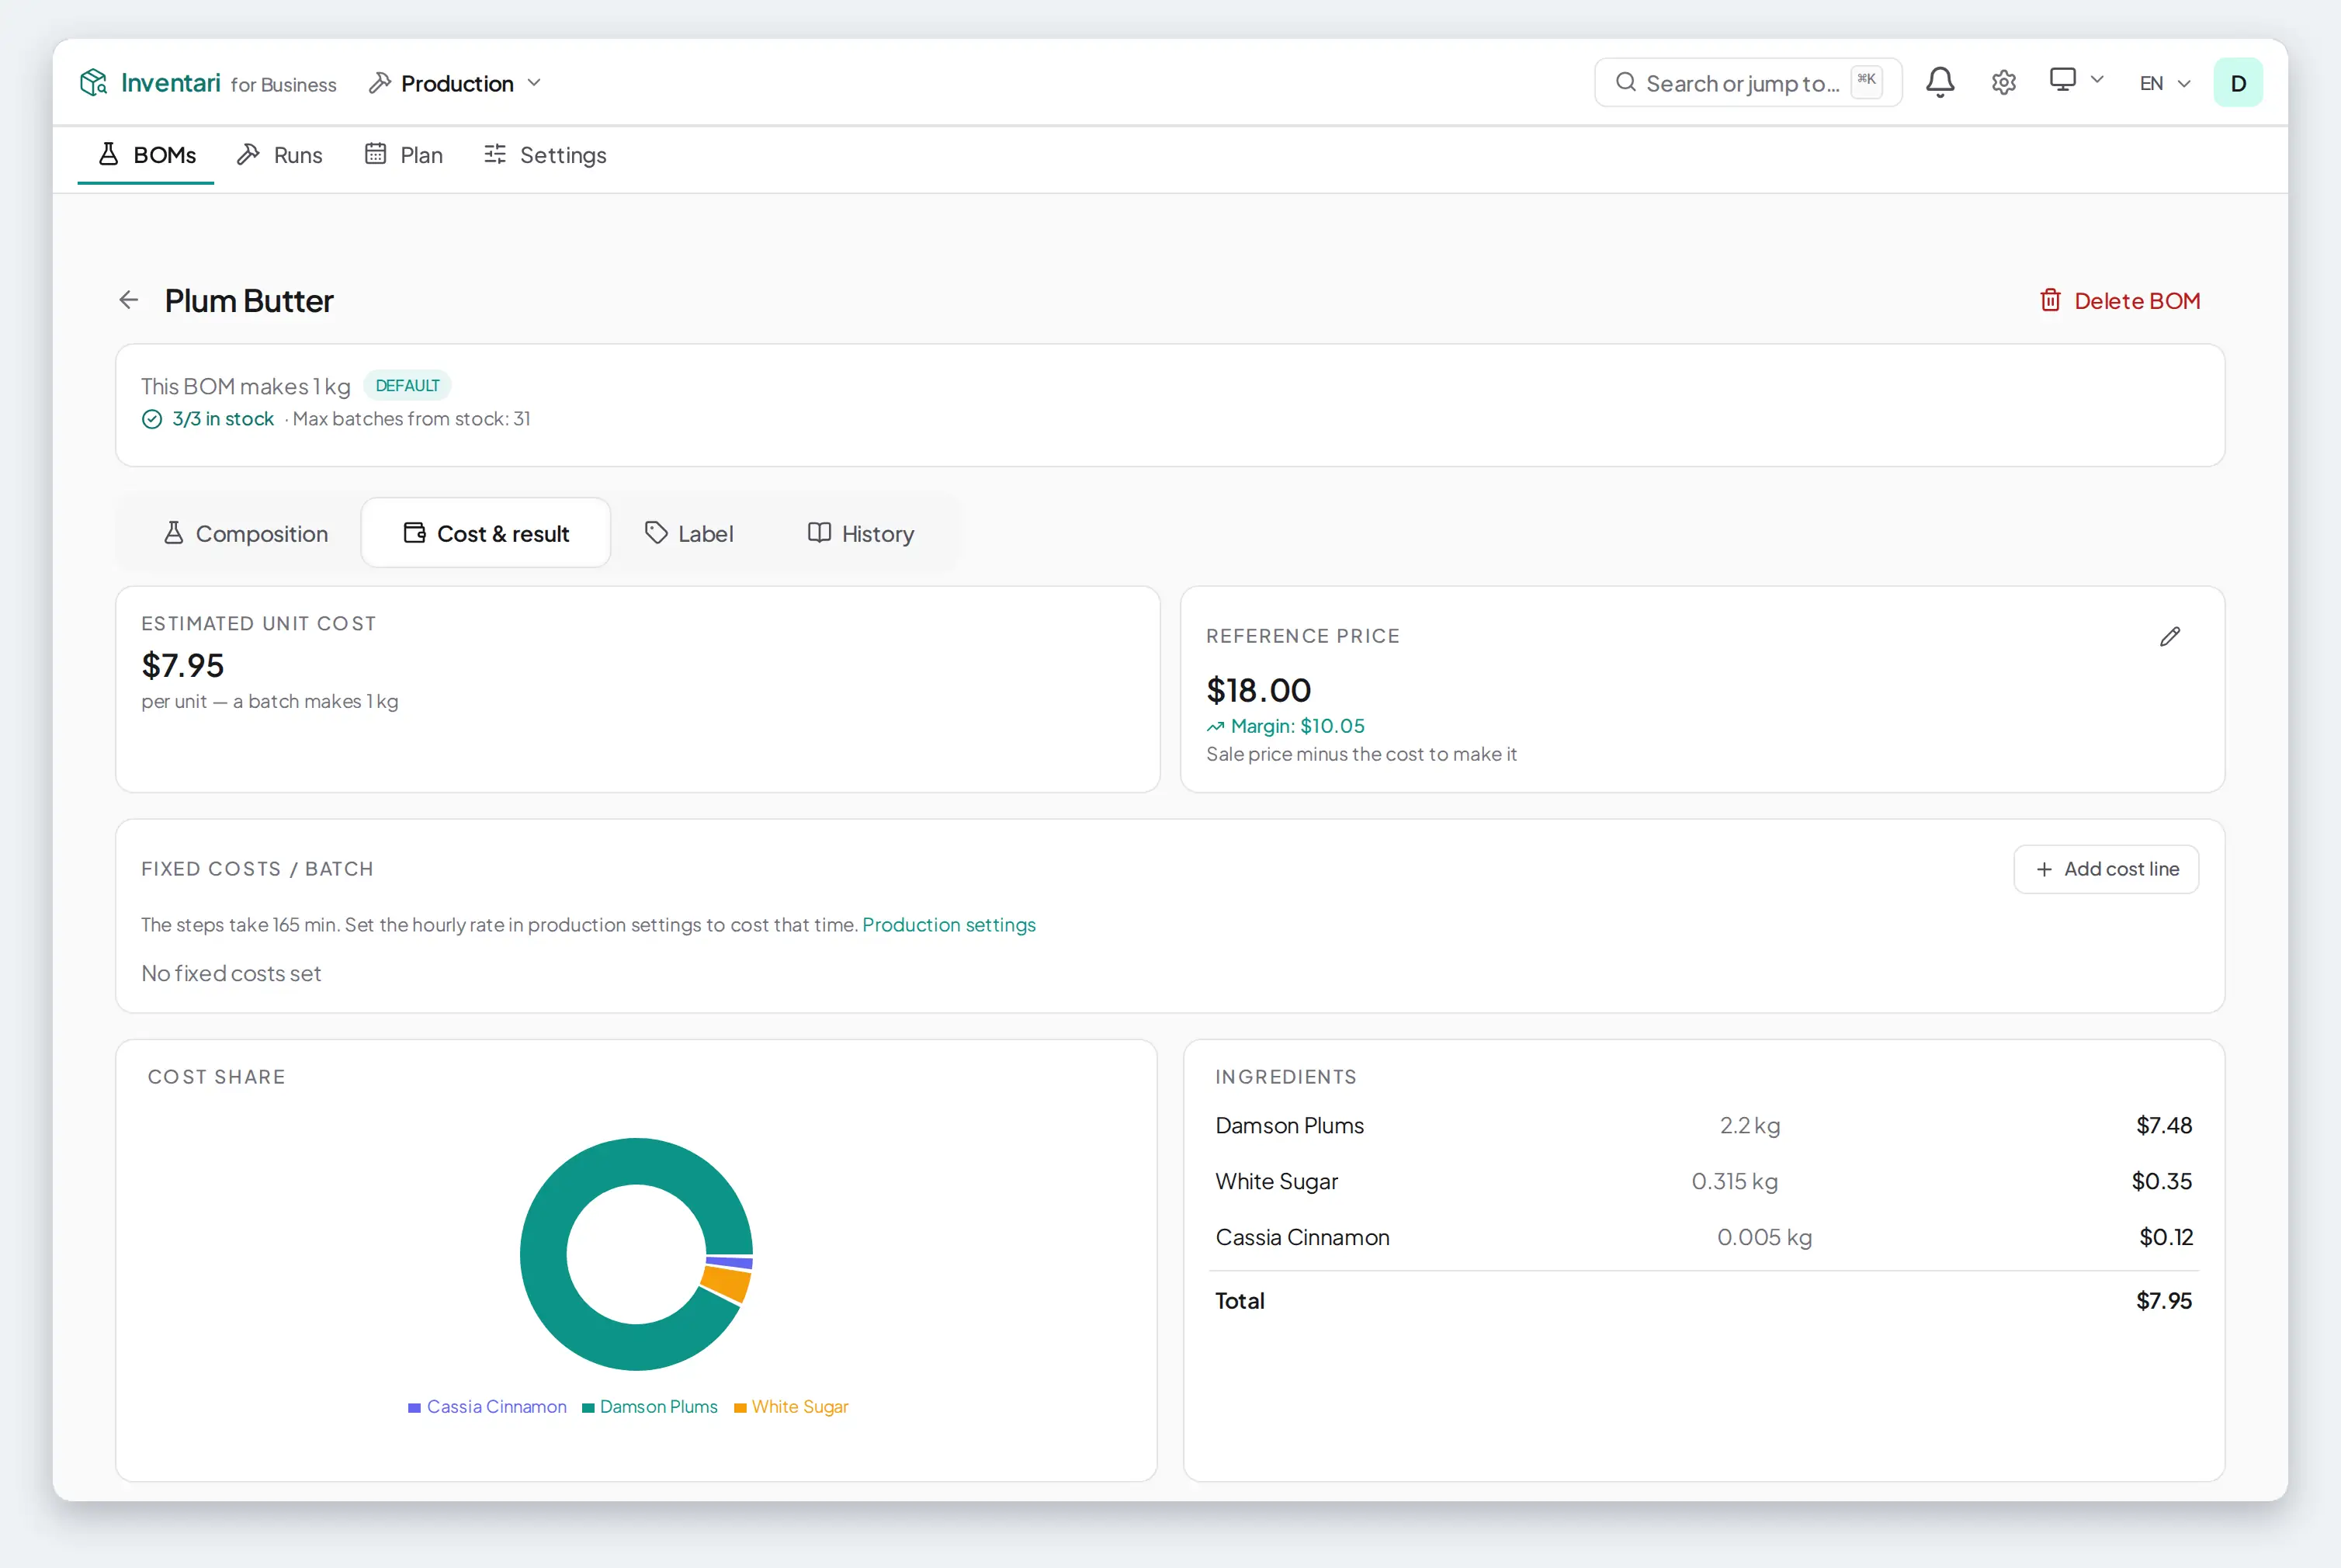 Inventari for Business Production Search or jump to... ⌘K EN D
BOMs Runs Plan Settings
Plum Butter Delete BOM
This BOM makes 1 kg DEFAULT
3/3 in stock · Max batches from stock: 31
Composition Cost & result Label History
ESTIMATED UNIT COST
$7.95
per unit — a batch makes 1 kg
REFERENCE PRICE
$18.00
Margin: $10.05
Sale price minus the cost to make it
FIXED COSTS / BATCH Add cost line
The steps take 165 min. Set the hourly rate in production settings to cost that time. Production settings
No fixed costs set
COST SHARE
Cassia Cinnamon Damson Plums White Sugar
INGREDIENTS
Damson Plums 2.2 kg $7.48
White Sugar 0.315 kg $0.35
Cassia Cinnamon 0.005 kg $0.12
Total $7.95